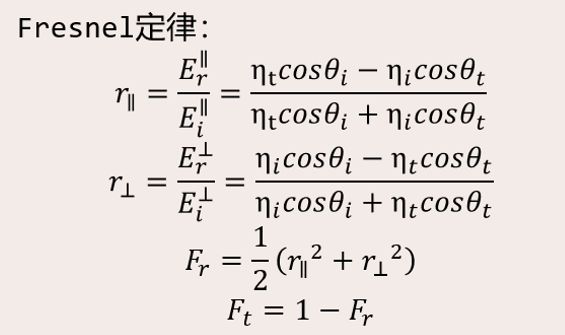 Fresnel定律：
r∥ = E_r^∥ / E_i^∥ = (η_t cosθ_i − η_i cosθ_t) / (η_t cosθ_i + η_i cosθ_t)
r⊥ = E_r^⊥ / E_i^⊥ = (η_i cosθ_i − η_t cosθ_t) / (η_i cosθ_i + η_t cosθ_t)
F_r = 1/2 (r∥² + r⊥²)
F_t = 1 − F_r